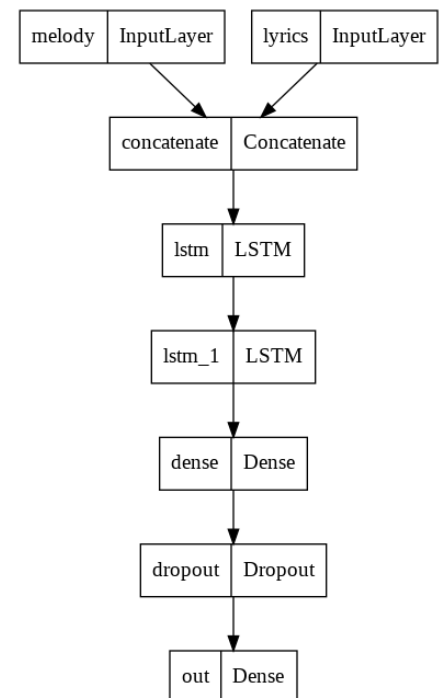 melody InputLayer lyrics InputLayer
concatenate Concatenate
lstm LSTM
lstm_1 LSTM
dense Dense
dropout Dropout
out Dense